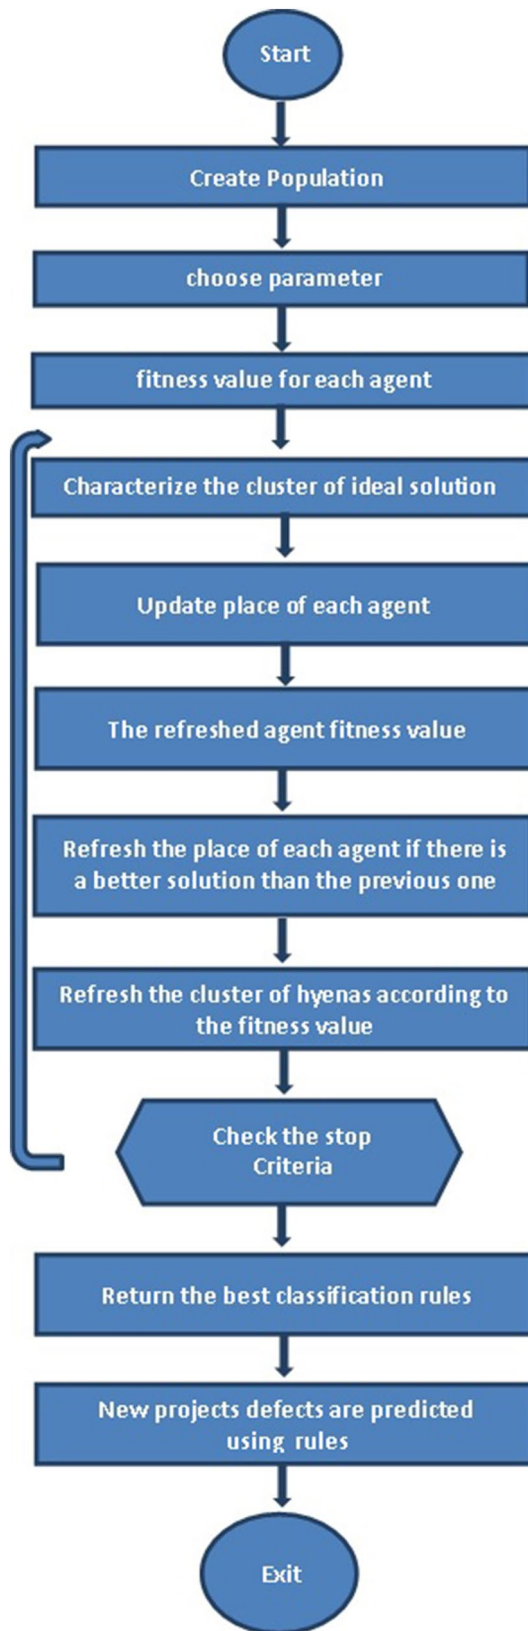 Start
Create Population
choose parameter
fitness value for each agent
Characterize the cluster of ideal solution
Update place of each agent
The refreshed agent fitness value
Refresh the place of each agent if there is
a better solution than the previous one
Refresh the cluster of hyenas according to
the fitness value
Check the stop
Criteria
Return the best classification rules
New projects defects are predicted
using rules
Exit